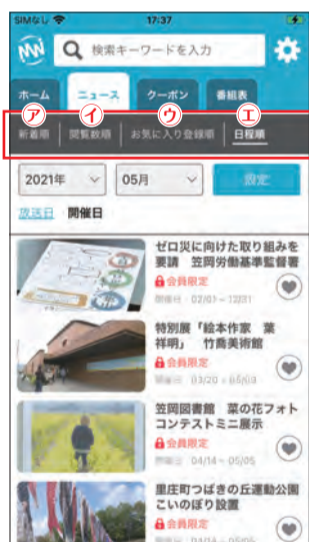 SIMなし 17:37
検索キーワードを入力
ホーム ニュース クーポン 番組表
ア イ ウ エ
新着順 閲覧数順 お気に入り登録順 日程順
2021年 05月 設定
放送日 開催日
ゼロ災に向けた取り組みを
要請 笠岡労働基準監督署
会員限定
開催日 02/01~12/31
特別展「絵本作家 葉
祥明」 竹喬美術館
会員限定
開催日 03/20~05/09
笠岡図書館 菜の花フォト
コンテストミニ展示
会員限定
開催日 04/14~05/05
里庄町つばきの丘運動公園
こいのぼり設置
会員限定
開催日 04/14~05/05